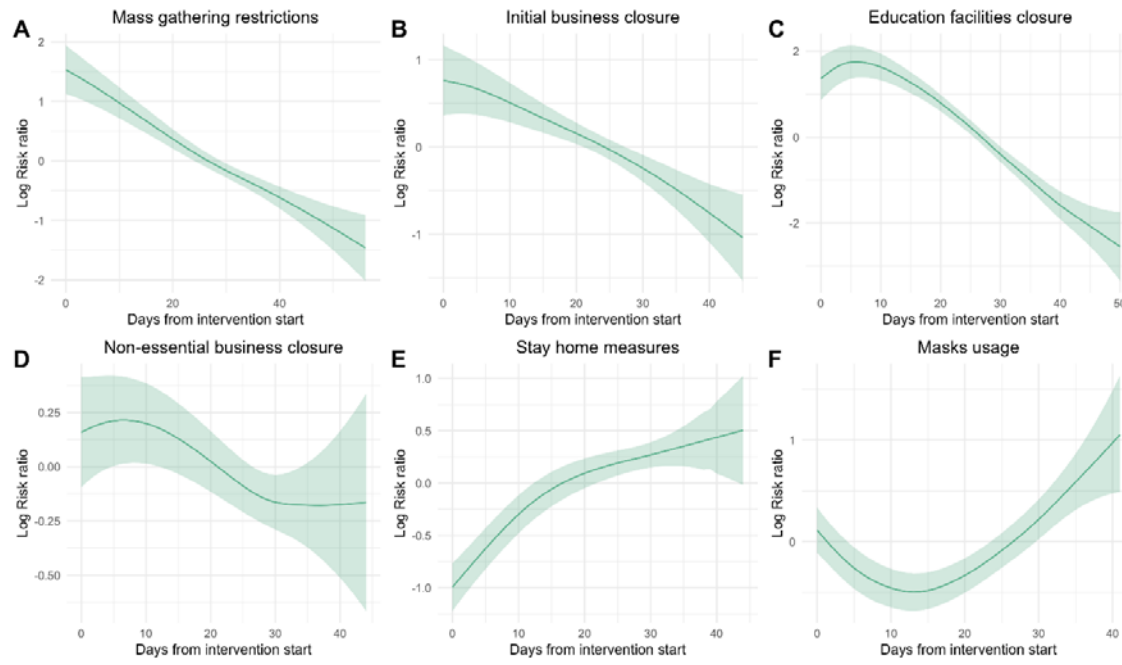 A
Mass gathering restrictions
Log Risk ratio
2
1
0
-1
-2
0
20
40
Days from intervention start
B
Initial business closure
Log Risk ratio
1
0
-1
0
10
20
30
40
Days from intervention start
C
Education facilities closure
Log Risk ratio
2
0
-2
0
10
20
30
40
50
Days from intervention start
D
Non-essential business closure
Log Risk ratio
0.25
0.00
-0.25
-0.50
0
10
20
30
40
Days from intervention start
E
Stay home measures
Log Risk ratio
1.0
0.5
0.0
-0.5
-1.0
0
10
20
30
40
Days from intervention start
F
Masks usage
Log Risk ratio
1
0
0
10
20
30
40
Days from intervention start